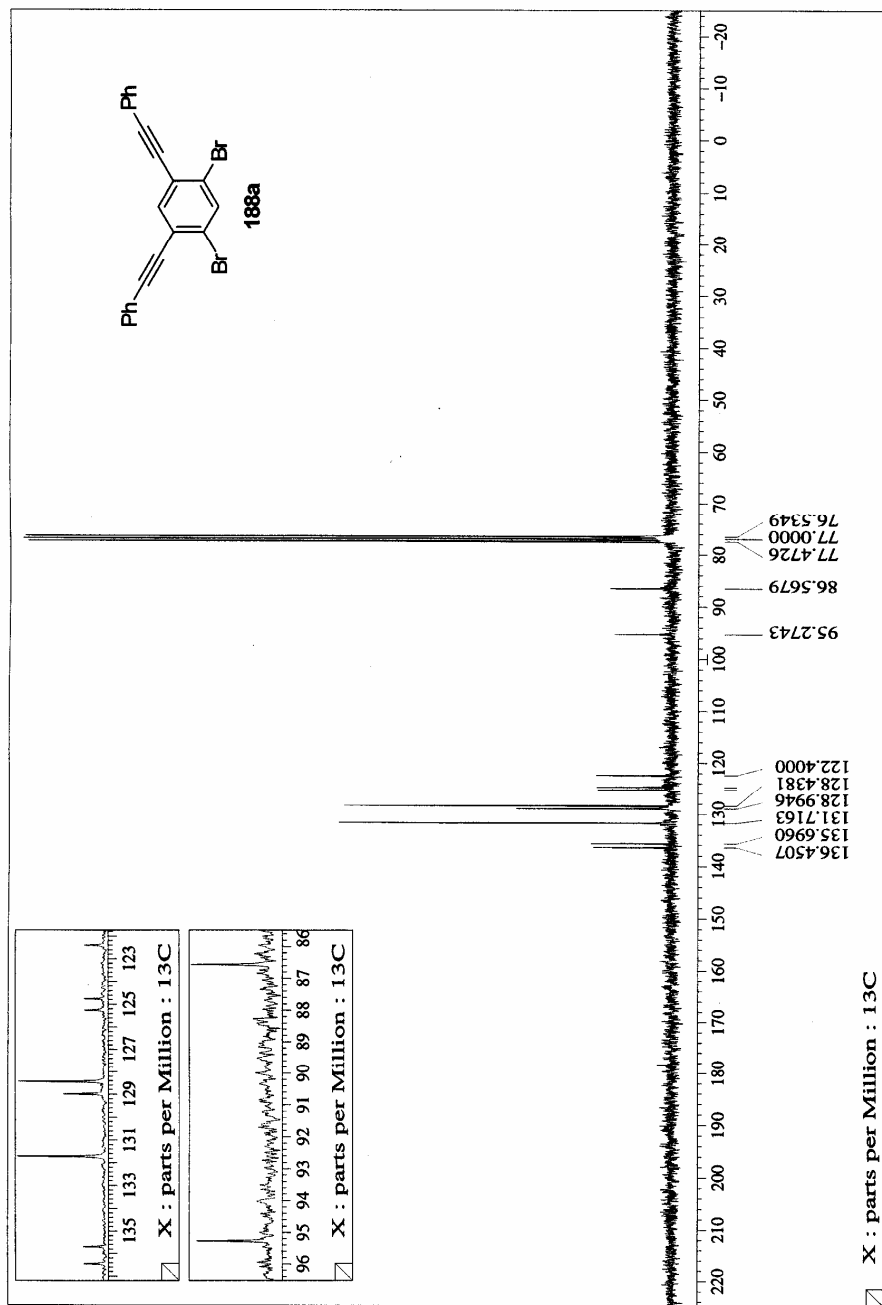 Ph
Ph
Br
Br
188a
135 133 131 129 127 125 123
X : parts per Million : 13C
96 95 94 93 92 91 90 89 88 87 86
X : parts per Million : 13C
220 210 200 190 180 170 160 150 140 130 120 110 100 90 80 70 60 50 40 30 20 10 0 -10 -20
136.4507
135.6960
131.7163
128.9946
128.4381
122.4000
95.2743
86.5679
77.4726
77.0000
76.5349
X : parts per Million : 13C